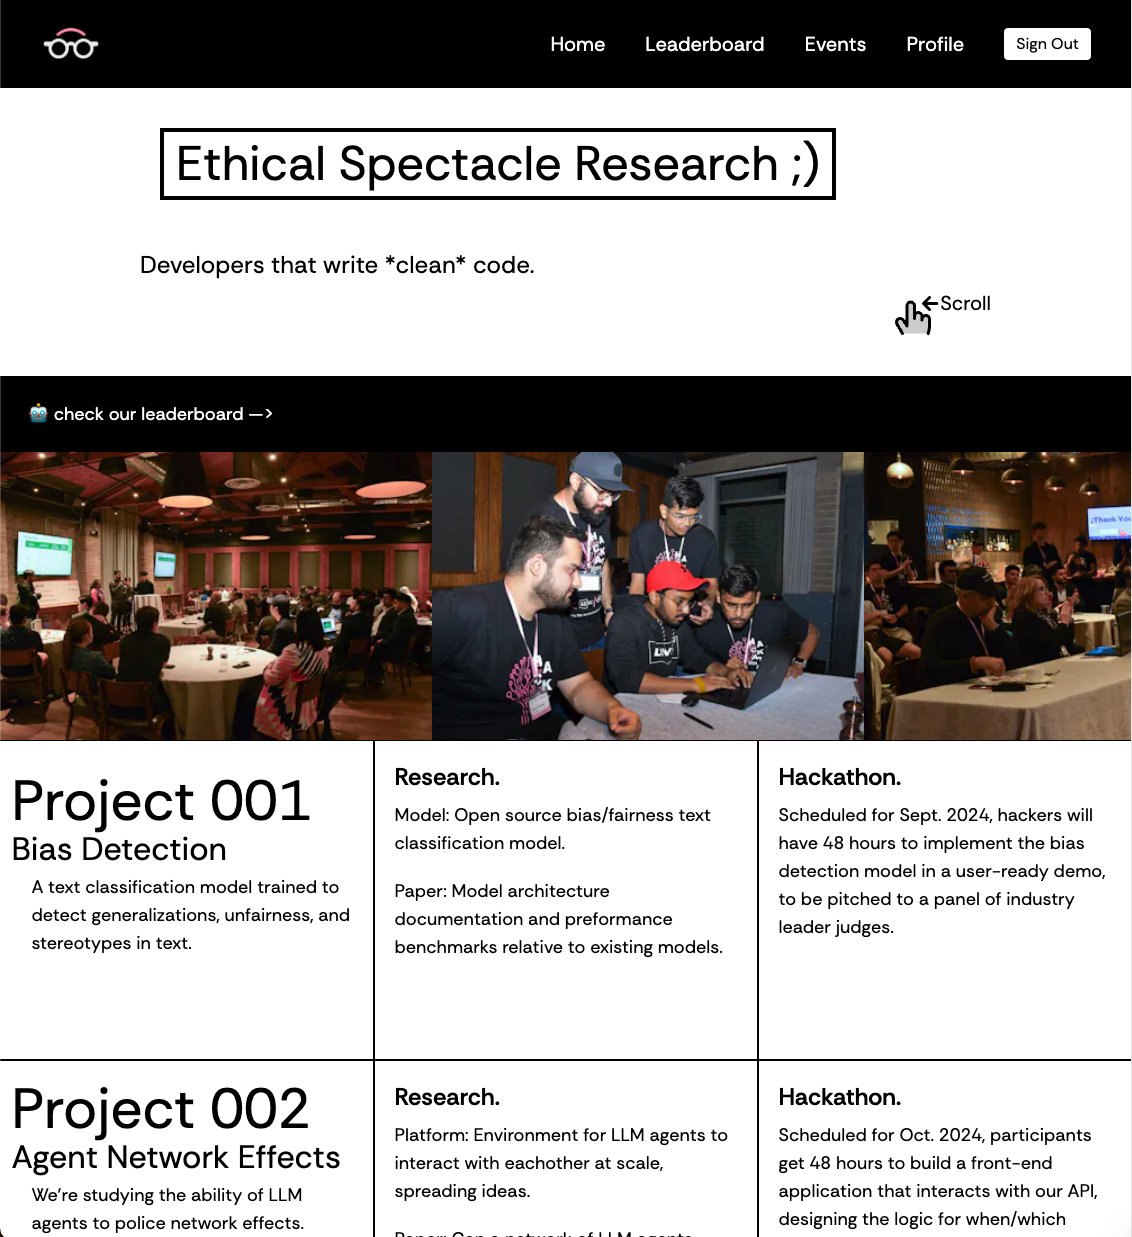 Home Leaderboard Events Profile Sign Out
Ethical Spectacle Research ;)
Developers that write *clean* code.
←Scroll
🤖 check our leaderboard —>
¡Thank You
Project 001
Bias Detection
A text classification model trained to
detect generalizations, unfairness, and
stereotypes in text.
Research.
Model: Open source bias/fairness text
classification model.
Paper: Model architecture
documentation and preformance
benchmarks relative to existing models.
Hackathon.
Scheduled for Sept. 2024, hackers will
have 48 hours to implement the bias
detection model in a user-ready demo,
to be pitched to a panel of industry
leader judges.
Project 002
Agent Network Effects
We're studying the ability of LLM
agents to police network effects.
Research.
Platform: Environment for LLM agents to
interact with eachother at scale,
spreading ideas.
Paper: Can a network of LLM agents
Hackathon.
Scheduled for Oct. 2024, participants
get 48 hours to build a front-end
application that interacts with our API,
designing the logic for when/which